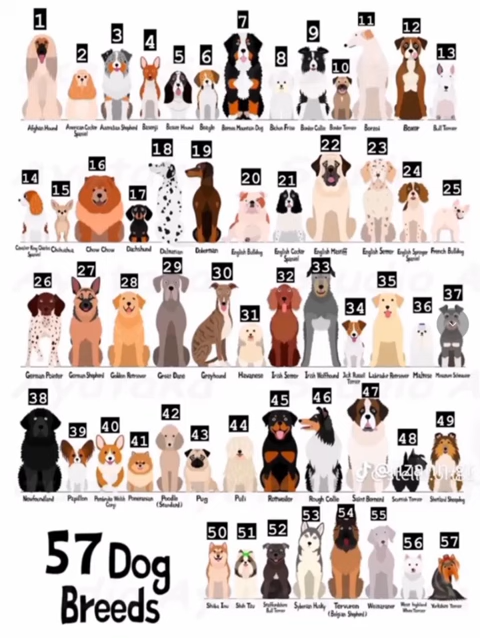 1 2 3 4 5 6 7 8 9 10 11 12 13
Afghan Hound American Cocker Spaniel Australian Shepherd Basenji Basset Hound Beagle Bernese Mountain Dog Bichon Frise Border Collie Border Terrier Borzoi Boxer Bull Terrier
14 15 16 17 18 19 20 21 22 23 24 25
Cavalier King Charles Spaniel Chihuahua Chow Chow Dachshund Dalmatian Doberman English Bulldog English Cocker Spaniel English Mastiff English Setter English Springer Spaniel French Bulldog
26 27 28 29 30 31 32 33 34 35 36 37
German Pointer German Shepherd Golden Retriever Great Dane Greyhound Havanese Irish Setter Irish Wolfhound Jack Russell Terrier Labrador Retriever Maltese Miniature Schnauzer
38 39 40 41 42 43 44 45 46 47 48 49
Newfoundland Papillon Pembroke Welsh Corgi Pomeranian Poodle (Standard) Pug Puli Rottweiler Rough Collie Saint Bernard Scottish Terrier Shetland Sheepdog
50 51 52 53 54 55 56 57
Shiba Inu Shih Tzu Staffordshire Bull Terrier Syberian Husky Tervuren (Belgian Shepherd) Weimaraner West highland White Terrier Yorkshire Terrier
57 Dog
Breeds